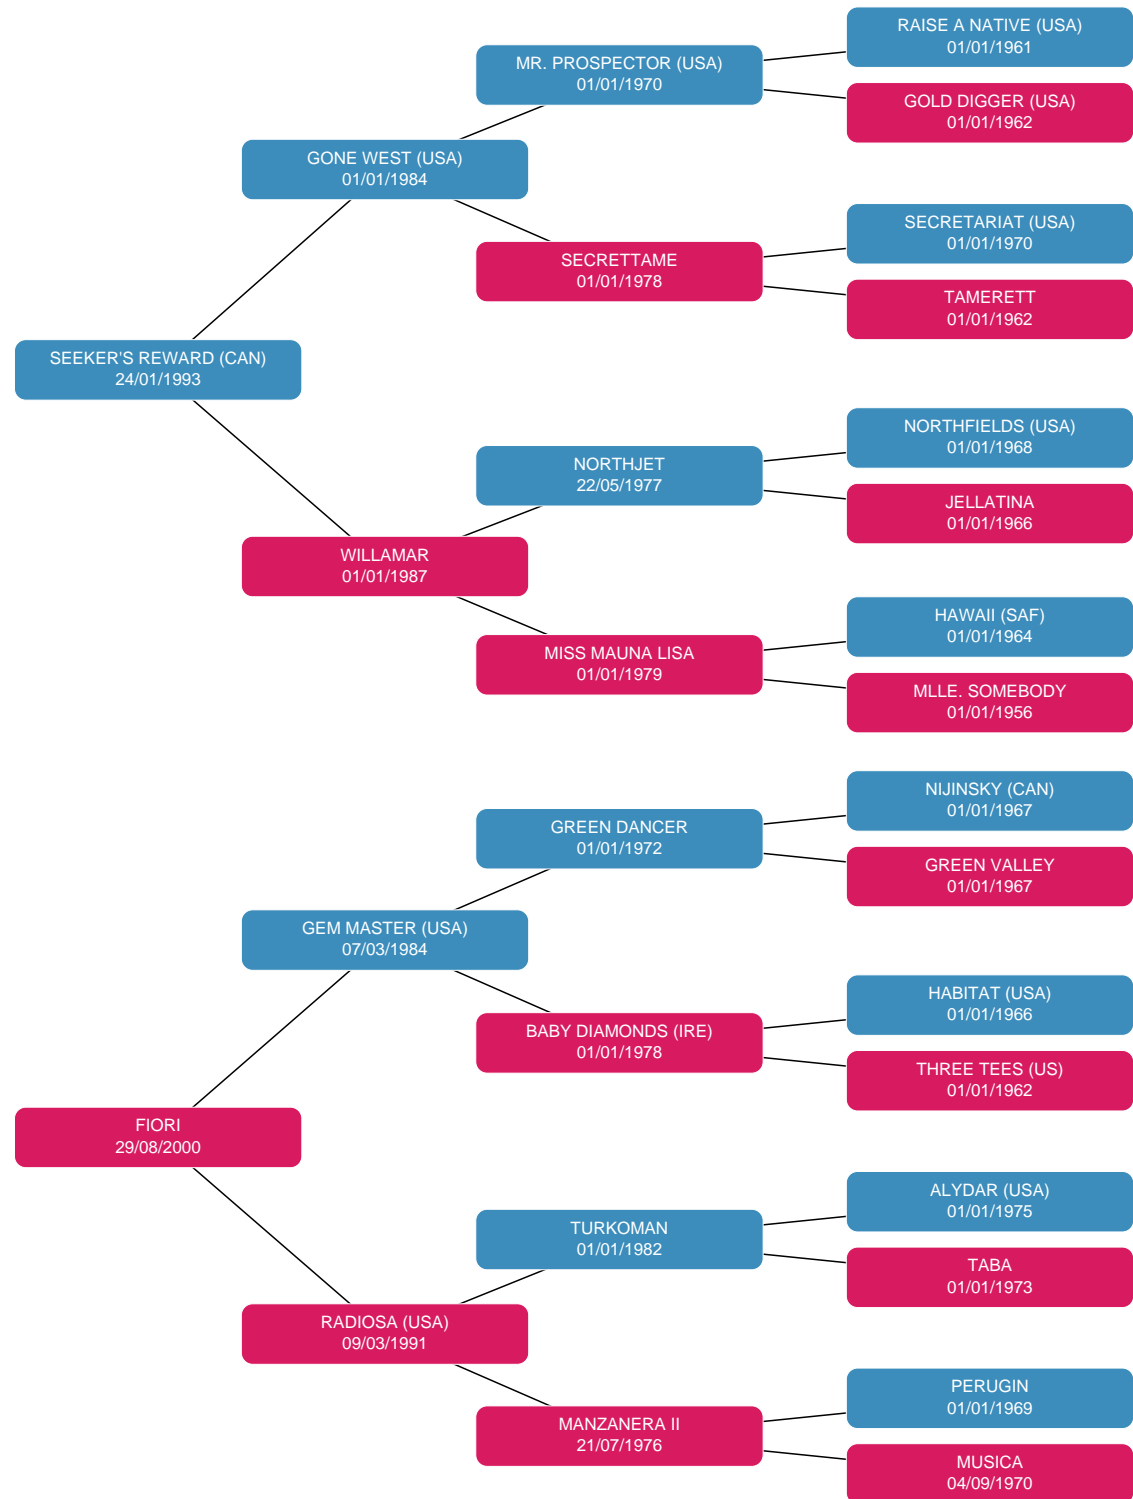 RAISE A NATIVE (USA)
01/01/1961
MR. PROSPECTOR (USA)
01/01/1970
GOLD DIGGER (USA)
01/01/1962
GONE WEST (USA)
01/01/1984
SECRETARIAT (USA)
01/01/1970
SECRETTAME
01/01/1978
TAMERETT
01/01/1962
SEEKER'S REWARD (CAN)
24/01/1993
NORTHFIELDS (USA)
01/01/1968
NORTHJET
22/05/1977
JELLATINA
01/01/1966
WILLAMAR
01/01/1987
HAWAII (SAF)
01/01/1964
MISS MAUNA LISA
01/01/1979
MLLE. SOMEBODY
01/01/1956
NIJINSKY (CAN)
01/01/1967
GREEN DANCER
01/01/1972
GREEN VALLEY
01/01/1967
GEM MASTER (USA)
07/03/1984
HABITAT (USA)
01/01/1966
BABY DIAMONDS (IRE)
01/01/1978
THREE TEES (US)
01/01/1962
FIORI
29/08/2000
ALYDAR (USA)
01/01/1975
TURKOMAN
01/01/1982
TABA
01/01/1973
RADIOSA (USA)
09/03/1991
PERUGIN
01/01/1969
MANZANERA II
21/07/1976
MUSICA
04/09/1970